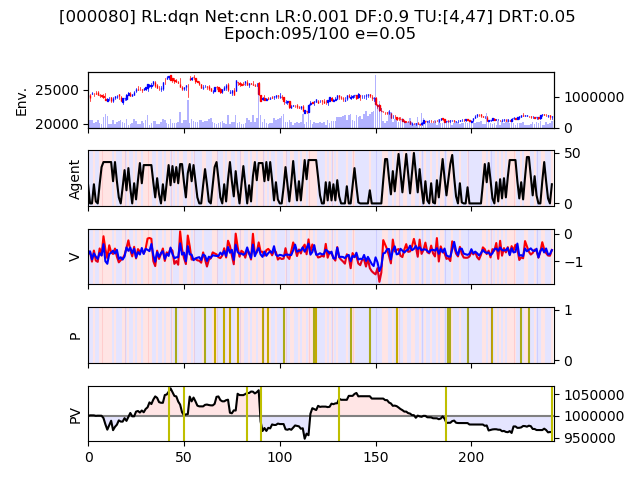 [000080] RL:dqn Net:cnn LR:0.001 DF:0.9 TU:[4,47] DRT:0.05
Epoch:095/100 e=0.05
Env.
25000
20000
1000000
0
Agent
50
0
V
0
−1
P
1
0
PV
1050000
1000000
950000
0
50
100
150
200